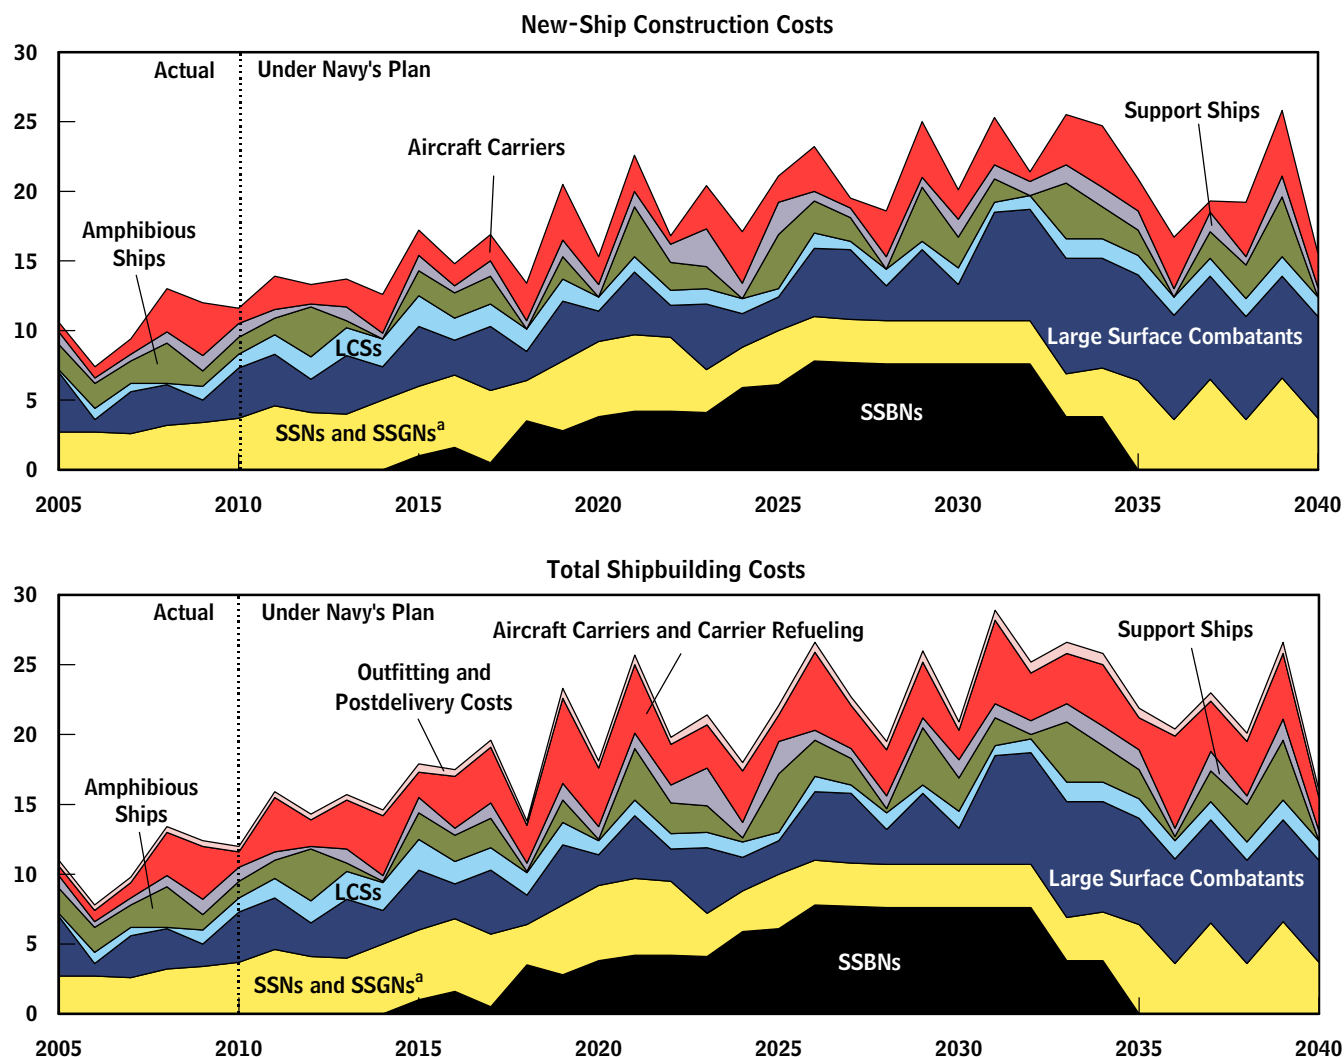 New-Ship Construction Costs
30
Actual
Under Navy's Plan
25
Support Ships
Aircraft Carriers
20
Amphibious
Ships
15
10
LCSs
Large Surface Combatants
5
SSNs and SSGNsᵃ
SSBNs
0
2005 2010 2015 2020 2025 2030 2035 2040
Total Shipbuilding Costs
30
Actual
Under Navy's Plan
Aircraft Carriers and Carrier Refueling
Support Ships
25
Outfitting and
Postdelivery Costs
20
Amphibious
Ships
15
10
LCSs
Large Surface Combatants
5
SSNs and SSGNsᵃ
SSBNs
0
2005 2010 2015 2020 2025 2030 2035 2040